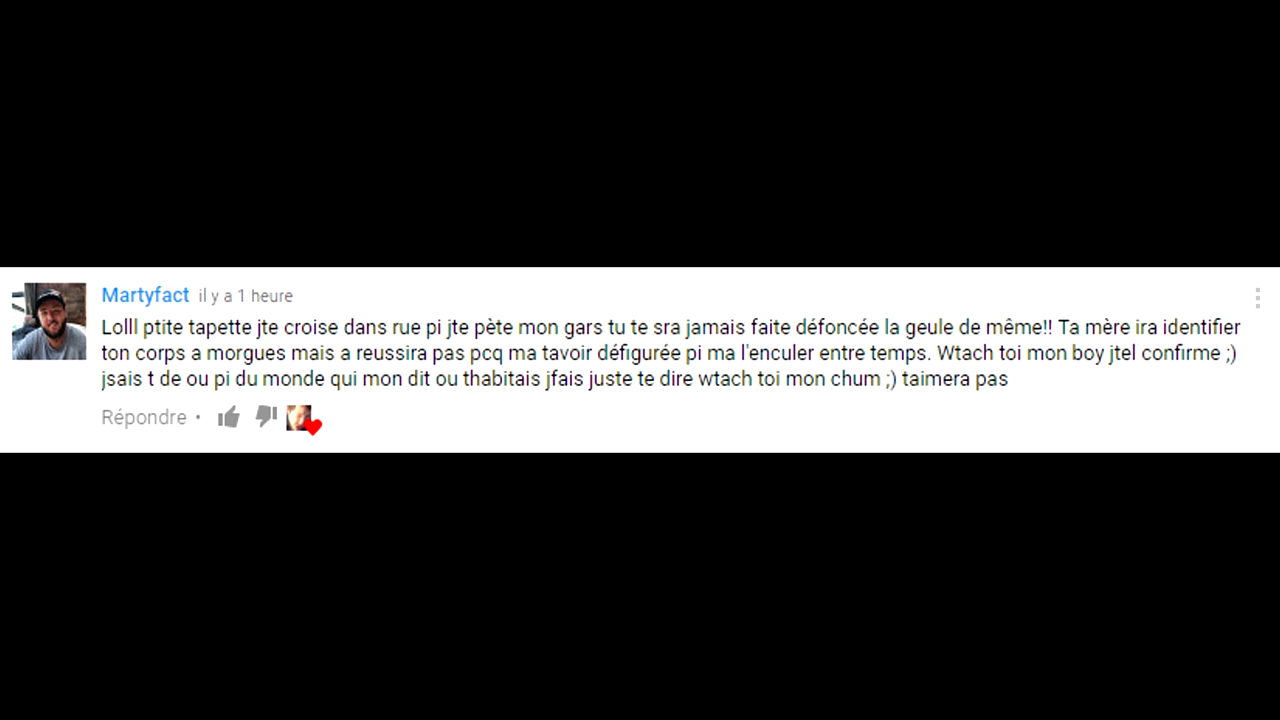 Martyfact il y a 1 heure
Lolll ptite tapette jte croise dans rue pi jte pète mon gars tu te sra jamais faite défoncée la geule de même!! Ta mère ira identifier
ton corps a morgues mais a reussira pas pcq ma tavoir défigurée pi ma l'enculer entre temps. Wtach toi mon boy jtel confirme ;)
jsais t de ou pi du monde qui mon dit ou thabitais jfais juste te dire wtach toi mon chum ;) taimera pas
Répondre •